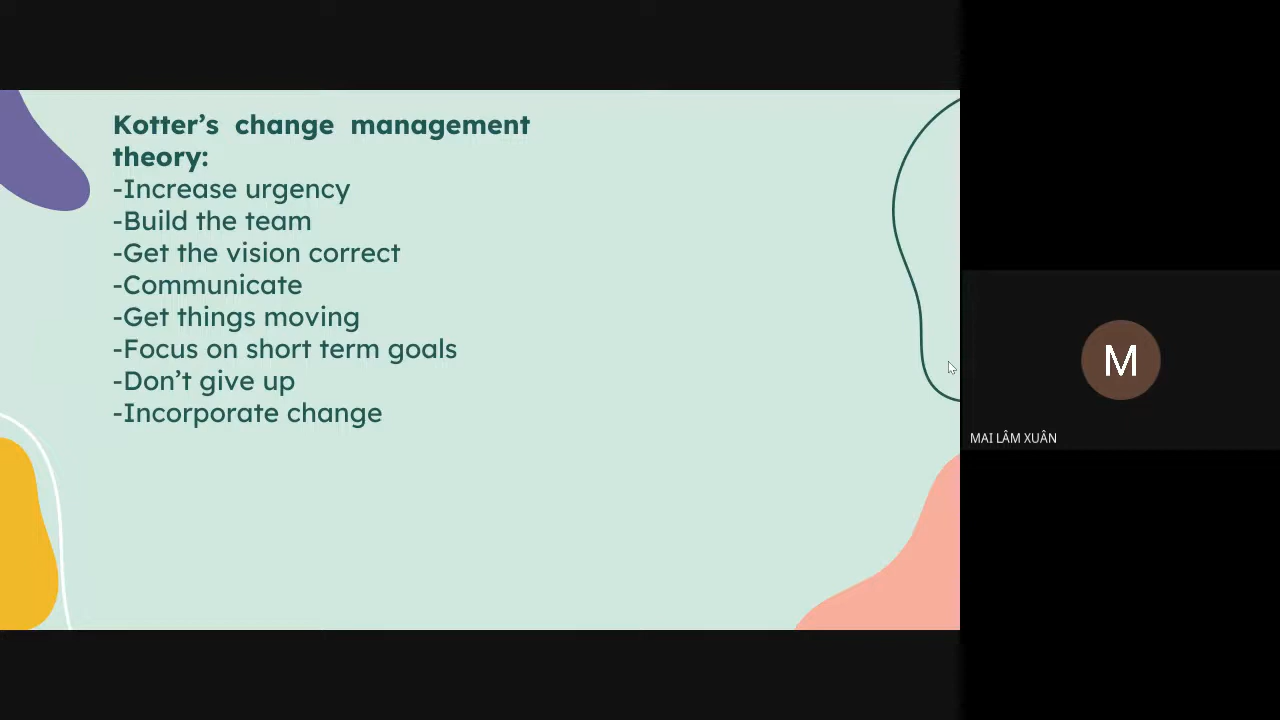 Kotter’s change management
theory:
-Increase urgency
-Build the team
-Get the vision correct
-Communicate
-Get things moving
-Focus on short term goals
-Don’t give up
-Incorporate change
M
MAI LÂM XUÂN